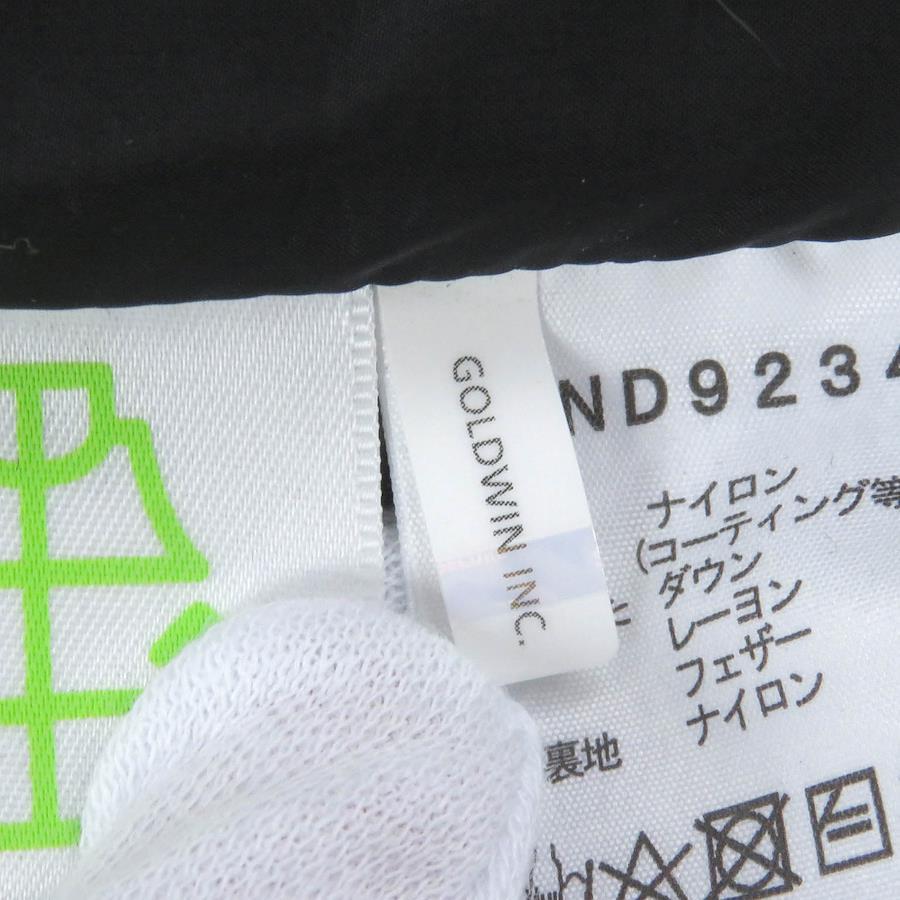 GOLDWIN INC.
ND9234
ナイロン
(コーティング等
ダウン
レーヨン
フェザー
ナイロン
裏地